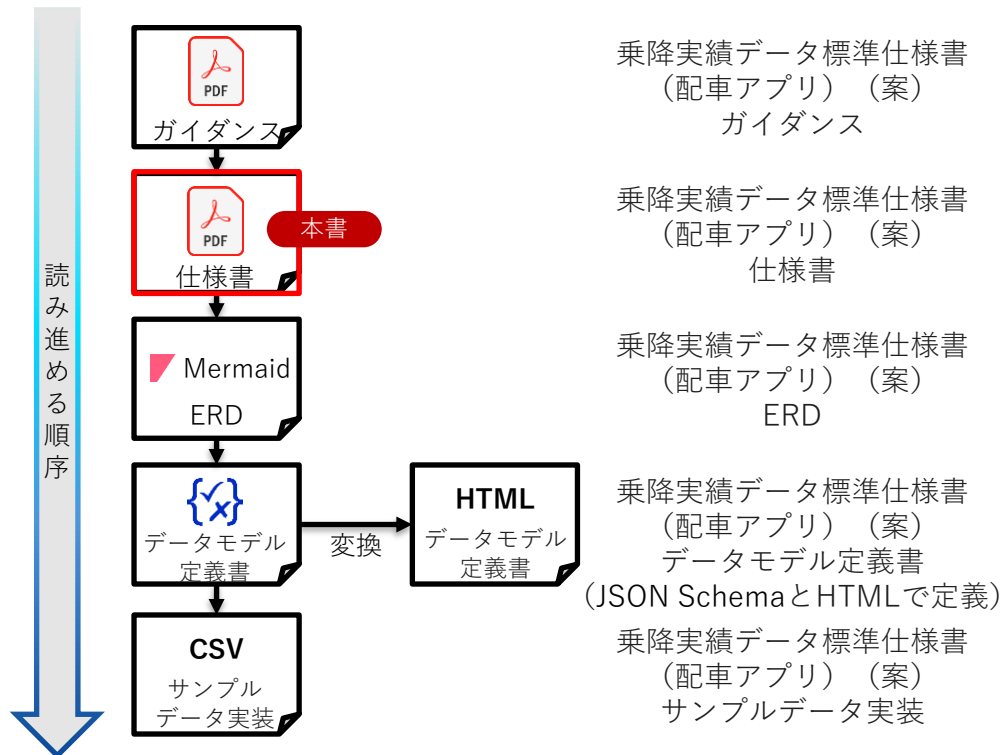 読み進める順序
PDF
ガイダンス
乗降実績データ標準仕様書
（配車アプリ）（案）
ガイダンス
PDF
仕様書
本書
乗降実績データ標準仕様書
（配車アプリ）（案）
仕様書
Mermaid
ERD
乗降実績データ標準仕様書
（配車アプリ）（案）
ERD
データモデル
定義書
変換
HTML
データモデル
定義書
乗降実績データ標準仕様書
（配車アプリ）（案）
データモデル定義書
（JSON SchemaとHTMLで定義）
CSV
サンプル
データ実装
乗降実績データ標準仕様書
（配車アプリ）（案）
サンプルデータ実装